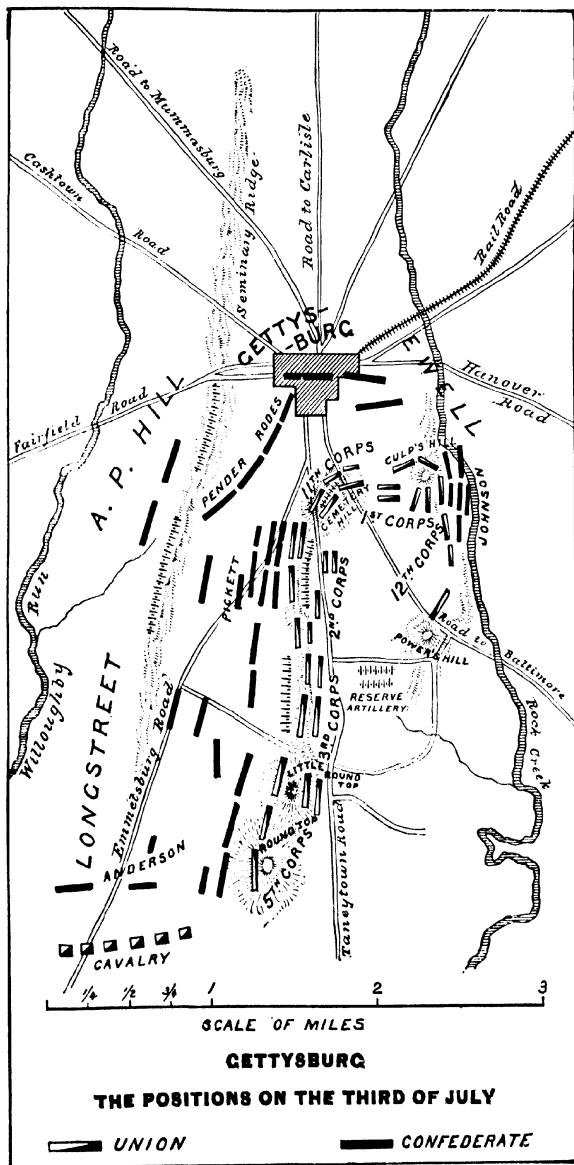 Road to Mummasburg
Cashtown Road
Seminary Ridge
Road to Carlisle
Rail Road
GETTYS-
-BURG
EWELL
Hanover Road
Fairfield Road
A. P. HILL
PENDER
RODES
11TH CORPS
CEMETERY HILL
CULP'S HILL
1ST CORPS
JOHNSON
12TH CORPS
PICKETT
2ND CORPS
POWERS HILL
Road to Baltimore
Willoughby Run
RESERVE
ARTILLERY
LONGSTREET
Emmetsburg Road
3RD CORPS
LITTLE
ROUND
TOP
Rock Creek
ROUNDTOP
5TH CORPS
Taneytown Road
ANDERSON
CAVALRY
1/4 1/2 3/4 1 2 3
SCALE OF MILES
GETTYSBURG
THE POSITIONS ON THE THIRD OF JULY
UNION CONFEDERATE